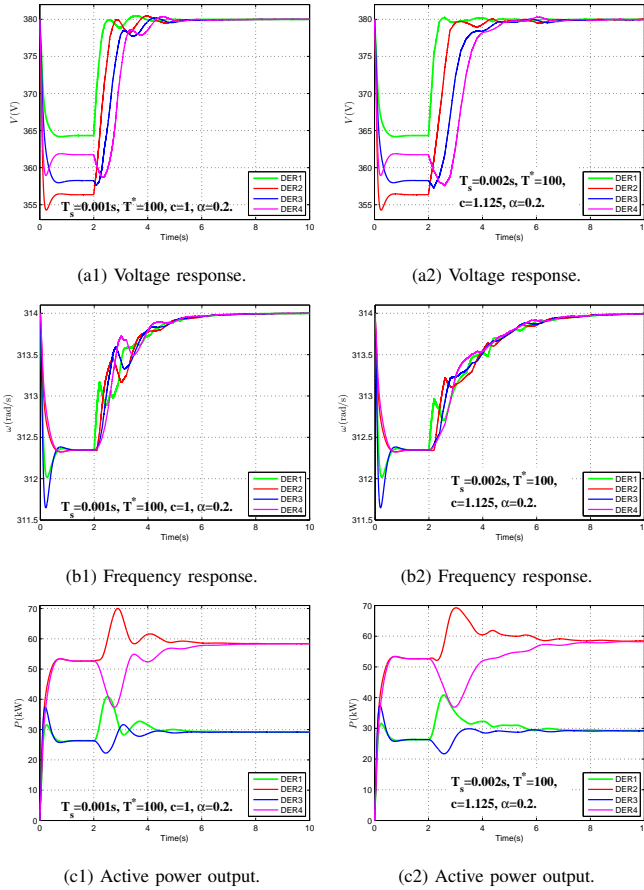 380
375
370
365
360
355
V(V)
0 2 4 6 8 10
Time(s)
T_s=0.001s, T*=100, c=1, α=0.2.
DER1
DER2
DER3
DER4
(a1) Voltage response.
380
375
370
365
360
355
V(V)
0 2 4 6 8 10
Time(s)
T_s=0.002s, T*=100,
c=1.125, α=0.2.
DER1
DER2
DER3
DER4
(a2) Voltage response.
314
313.5
313
312.5
312
311.5
ω(rad/s)
0 2 4 6 8 10
Time(s)
T_s=0.001s, T*=100, c=1, α=0.2.
DER1
DER2
DER3
DER4
(b1) Frequency response.
314
313.5
313
312.5
312
311.5
ω(rad/s)
0 2 4 6 8 10
Time(s)
T_s=0.002s, T*=100,
c=1.125, α=0.2.
DER1
DER2
DER3
DER4
(b2) Frequency response.
70
60
50
40
30
20
10
0
P(kW)
0 2 4 6 8 10
Time(s)
T_s=0.001s, T*=100, c=1, α=0.2.
DER1
DER2
DER3
DER4
(c1) Active power output.
70
60
50
40
30
20
10
0
P(kW)
0 2 4 6 8 10
Time(s)
T_s=0.002s, T*=100,
c=1.125, α=0.2.
DER1
DER2
DER3
DER4
(c2) Active power output.